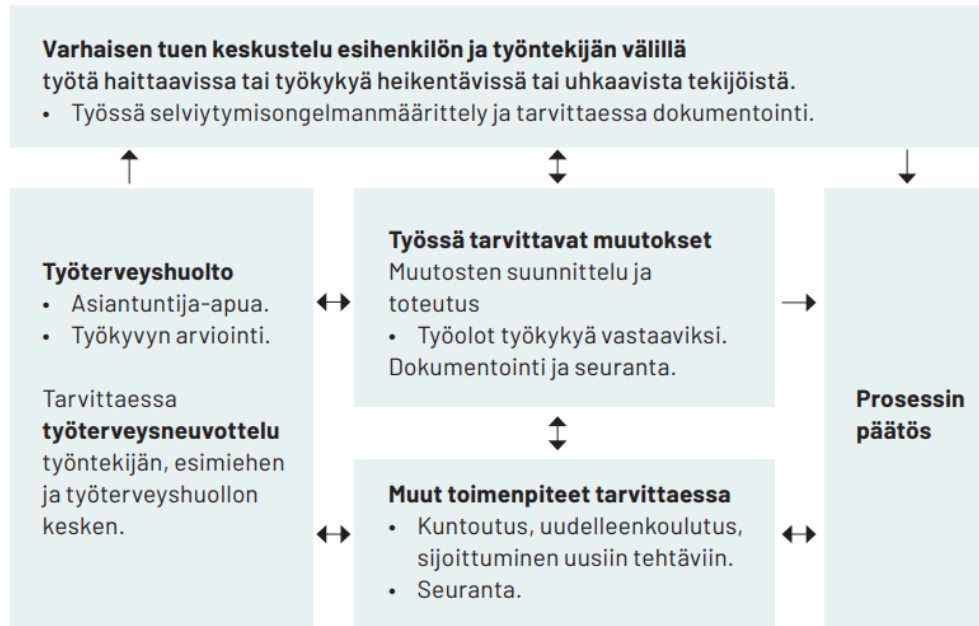 Varhaisen tuen keskustelu esihenkilön ja työntekijän välillä
työtä haittaavissa tai työkykyä heikentävissä tai uhkaavista tekijöistä.
• Työssä selviytymisongelmanmäärittely ja tarvittaessa dokumentointi.
Työterveyshuolto
• Asiantuntija-apua.
• Työkyvyn arviointi.
Tarvittaessa
työterveysneuvottelu
työntekijän, esimiehen
ja työterveyshuollon
kesken.
Työssä tarvittavat muutokset
Muutosten suunnittelu ja
toteutus
• Työolot työkykyä vastaaviksi.
Dokumentointi ja seuranta.
Muut toimenpiteet tarvittaessa
• Kuntoutus, uudelleenkoulutus,
sijoittuminen uusiin tehtäviin.
• Seuranta.
Prosessin
päätös